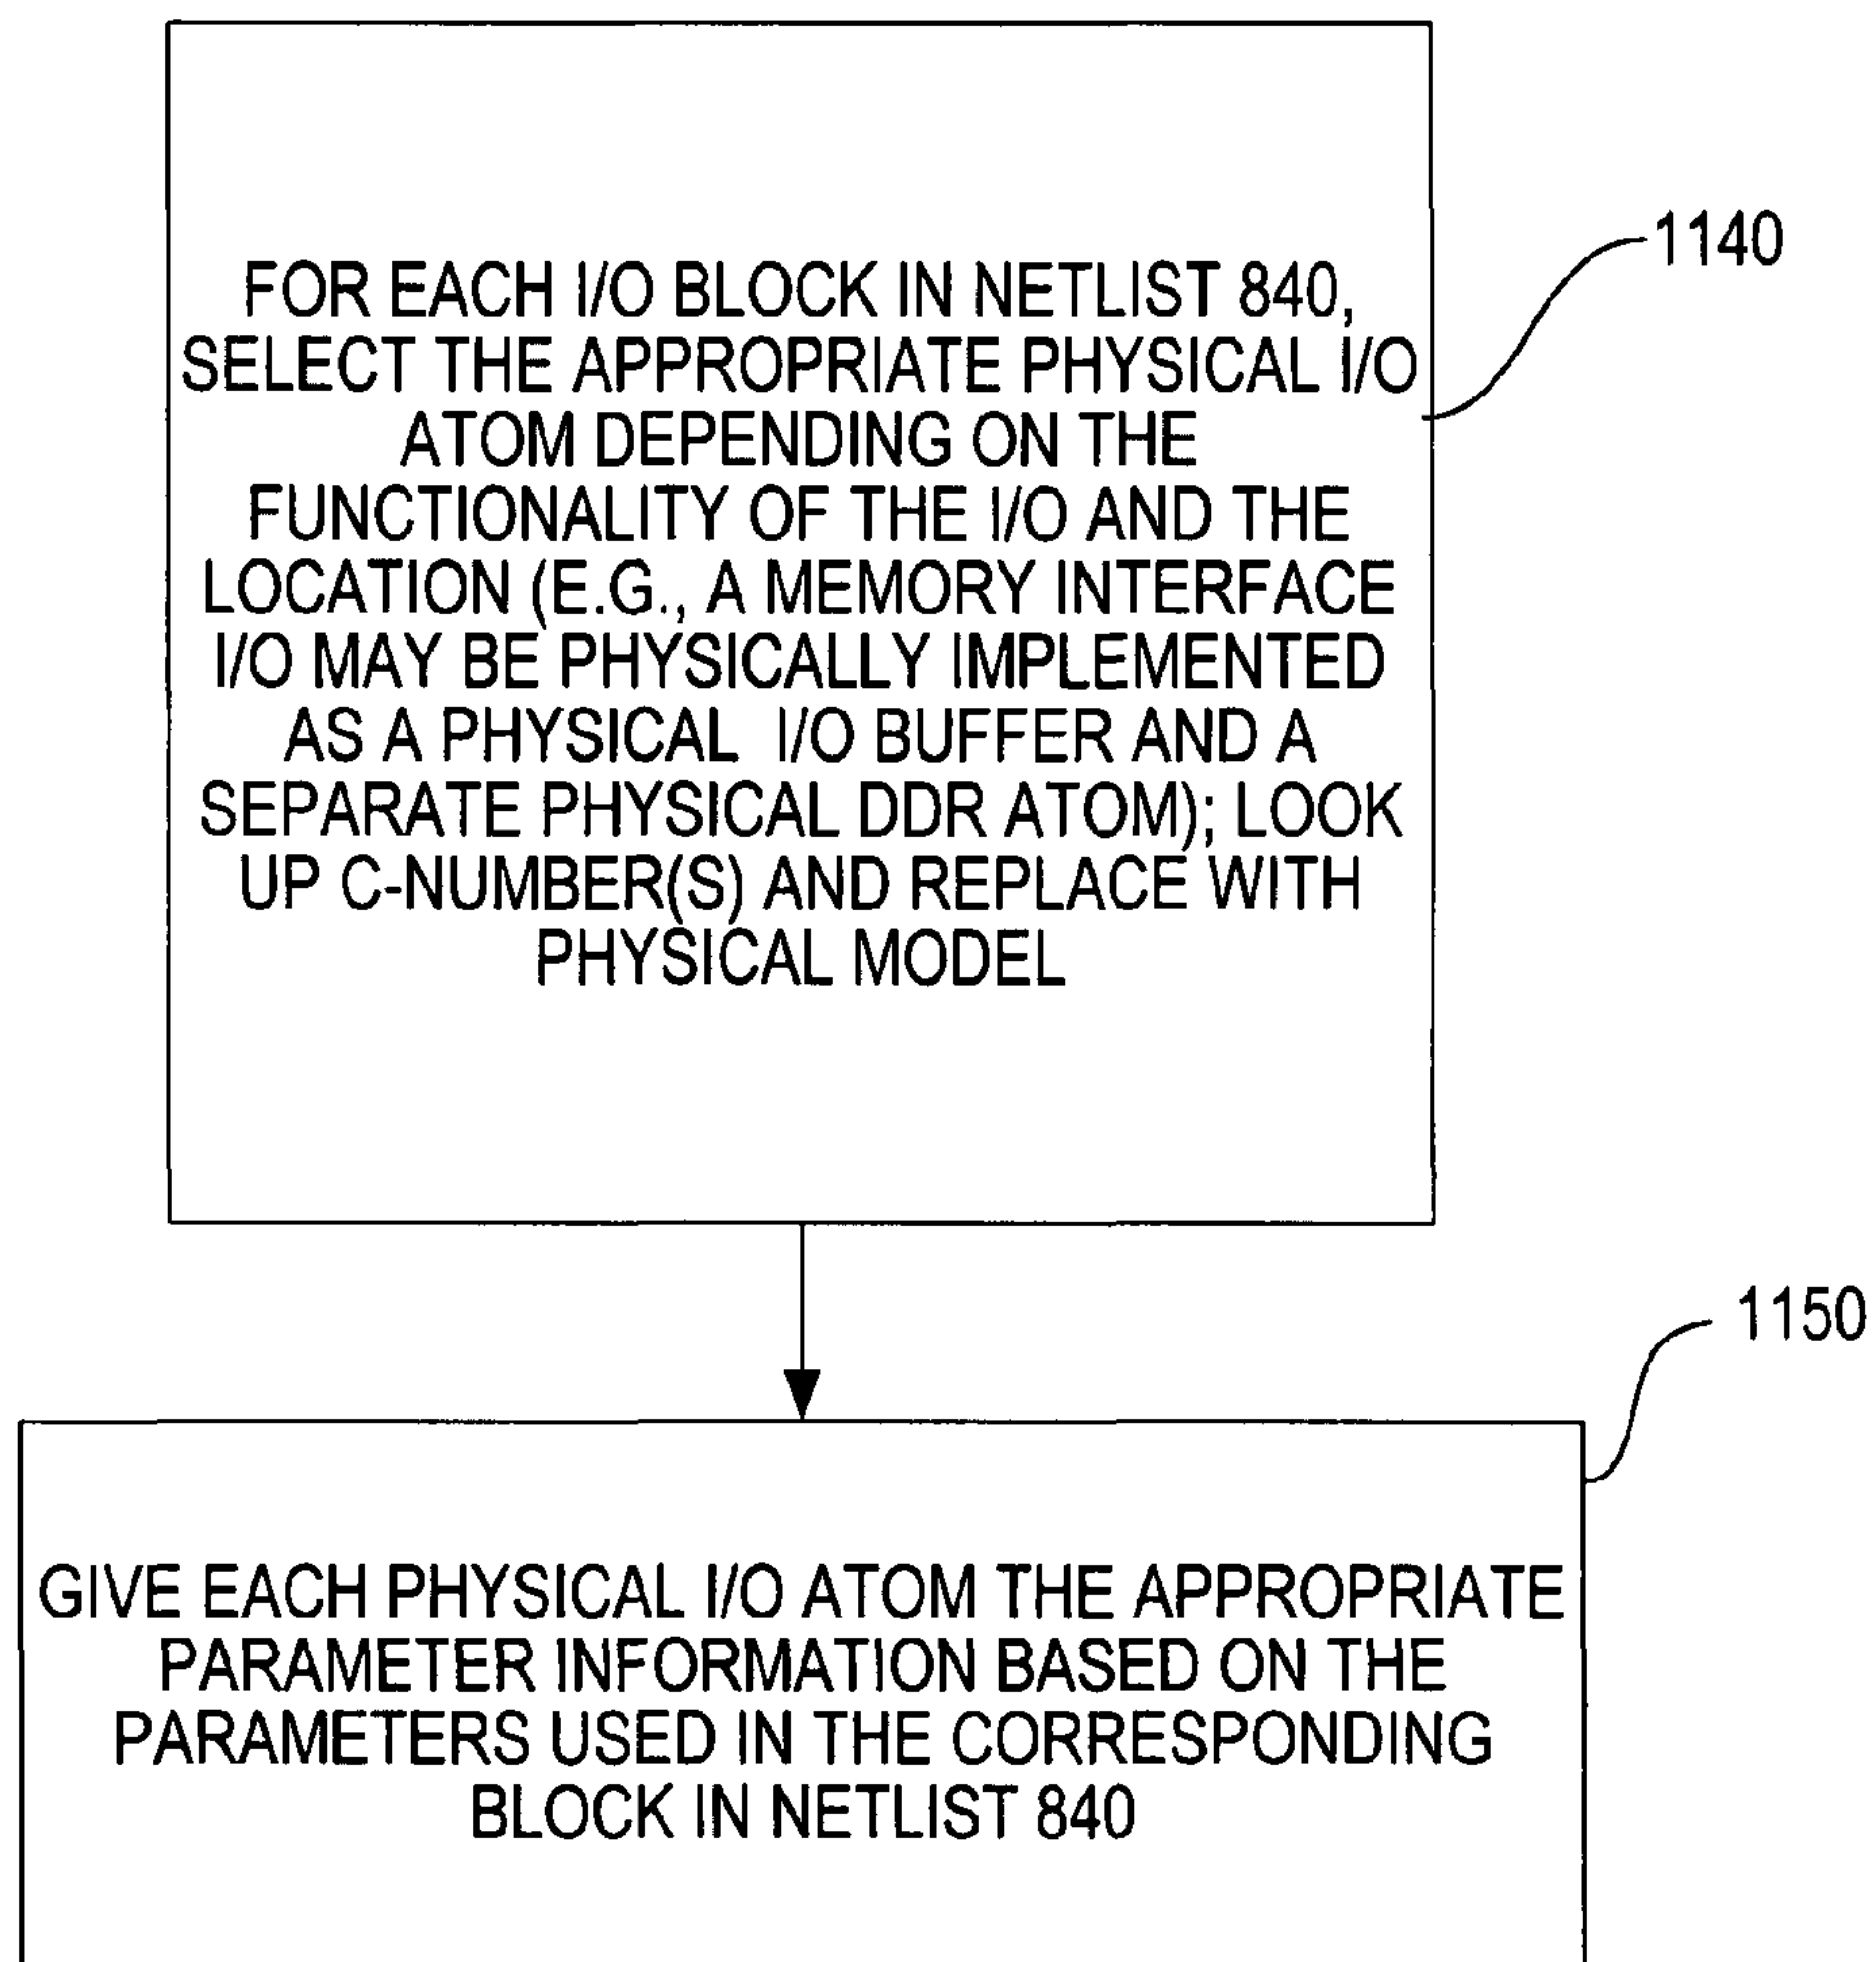 FOR EACH I/O BLOCK IN NETLIST 840,
SELECT THE APPROPRIATE PHYSICAL I/O
ATOM DEPENDING ON THE
FUNCTIONALITY OF THE I/O AND THE
LOCATION (E.G., A MEMORY INTERFACE
I/O MAY BE PHYSICALLY IMPLEMENTED
AS A PHYSICAL I/O BUFFER AND A
SEPARATE PHYSICAL DDR ATOM); LOOK
UP C-NUMBER(S) AND REPLACE WITH
PHYSICAL MODEL
1140
1150
GIVE EACH PHYSICAL I/O ATOM THE APPROPRIATE
PARAMETER INFORMATION BASED ON THE
PARAMETERS USED IN THE CORRESPONDING
BLOCK IN NETLIST 840